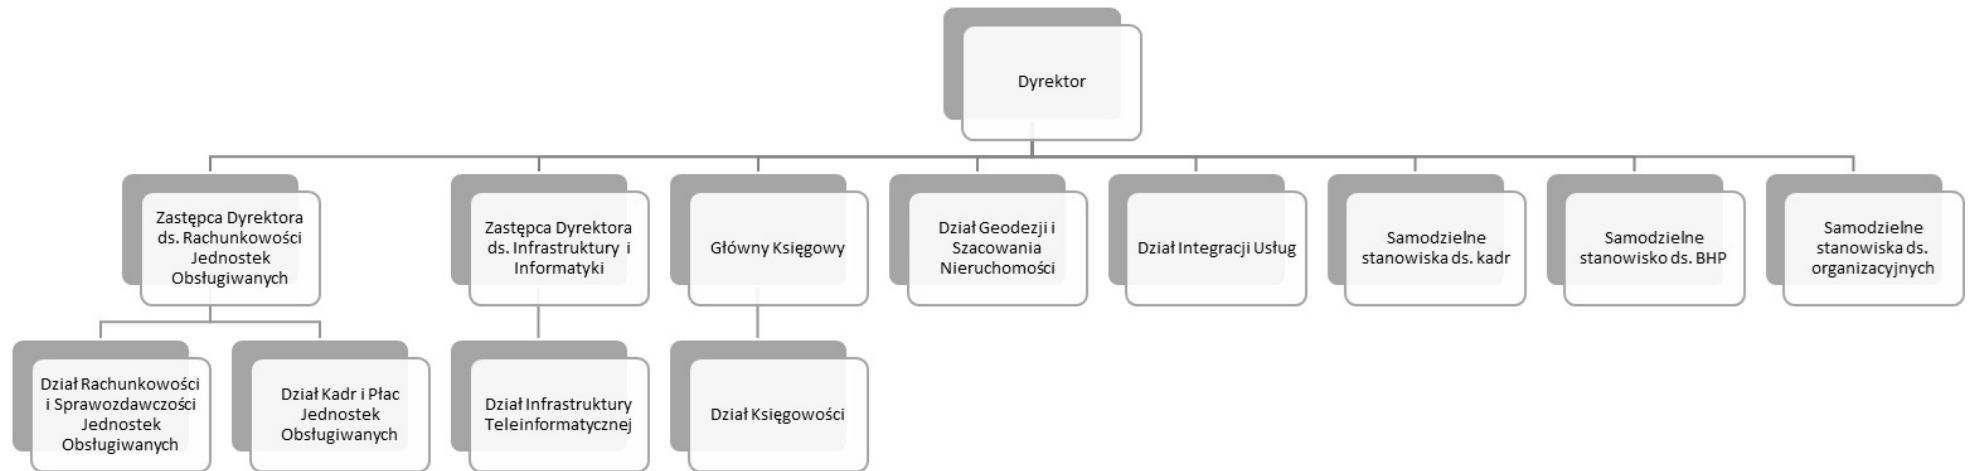 Dyrektor
Zastępca Dyrektora
ds. Rachunkowości
Jednostek
Obsługiwanych
Zastępca Dyrektora
ds. Infrastruktury i
Informatyki
Główny Księgowy
Dział Geodezji i
Szacowania
Nieruchomości
Dział Integracji Usług
Samodzielne
stanowiska ds. kadr
Samodzielne
stanowisko ds. BHP
Samodzielne
stanowiska ds.
organizacyjnych
Dział Rachunkowości
i Sprawozdawczości
Jednostek
Obsługiwanych
Dział Kadr i Płac
Jednostek
Obsługiwanych
Dział Infrastruktury
Teleinformatycznej
Dział Księgowości